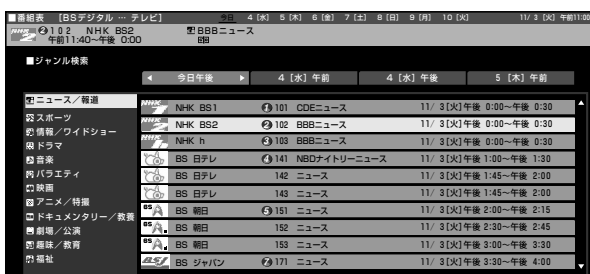 ■番組表 [BSデジタル … テレビ] 今日 4 [水] 5 [木] 6 [金] 7 [土] 8 [日] 9 [月] 10 [火] 11/ 3 [火] 午前11:00
② 1 0 2 NHK BS2 BBBニュース
午前11:40〜午後 0:00
■ジャンル検索
◀ 今日午後 ▶ 4 [水] 午前 4 [水] 午後 5 [木] 午前
ニュース/報道
スポーツ
情報/ワイドショー
ドラマ
音楽
バラエティ
映画
アニメ/特撮
ドキュメンタリー/教養
劇場/公演
趣味/教育
福祉
NHK BS1 ① 101 CDEニュース 11/ 3[火]午後 0:00〜午後 0:30
NHK BS2 ② 102 BBBニュース 11/ 3[火]午後 0:00〜午後 0:30
NHK h ③ 103 BBBニュース 11/ 3[火]午後 0:00〜午後 0:30
BS 日テレ ④ 141 NBDナイトリーニュース 11/ 3[火]午後 1:00〜午後 1:30
BS 日テレ 142 ニュース 11/ 3[火]午後 1:45〜午後 2:00
BS 日テレ 143 ニュース 11/ 3[火]午後 1:45〜午後 2:00
BS 朝日 ⑤ 151 ニュース 11/ 3[火]午後 2:00〜午後 2:15
BS 朝日 152 ニュース 11/ 3[火]午後 2:30〜午後 2:45
BS 朝日 153 ニュース 11/ 3[火]午後 3:00〜午後 3:30
BS ジャパン ⑦ 171 ニュース 11/ 3[火]午後 3:30〜午後 4:00